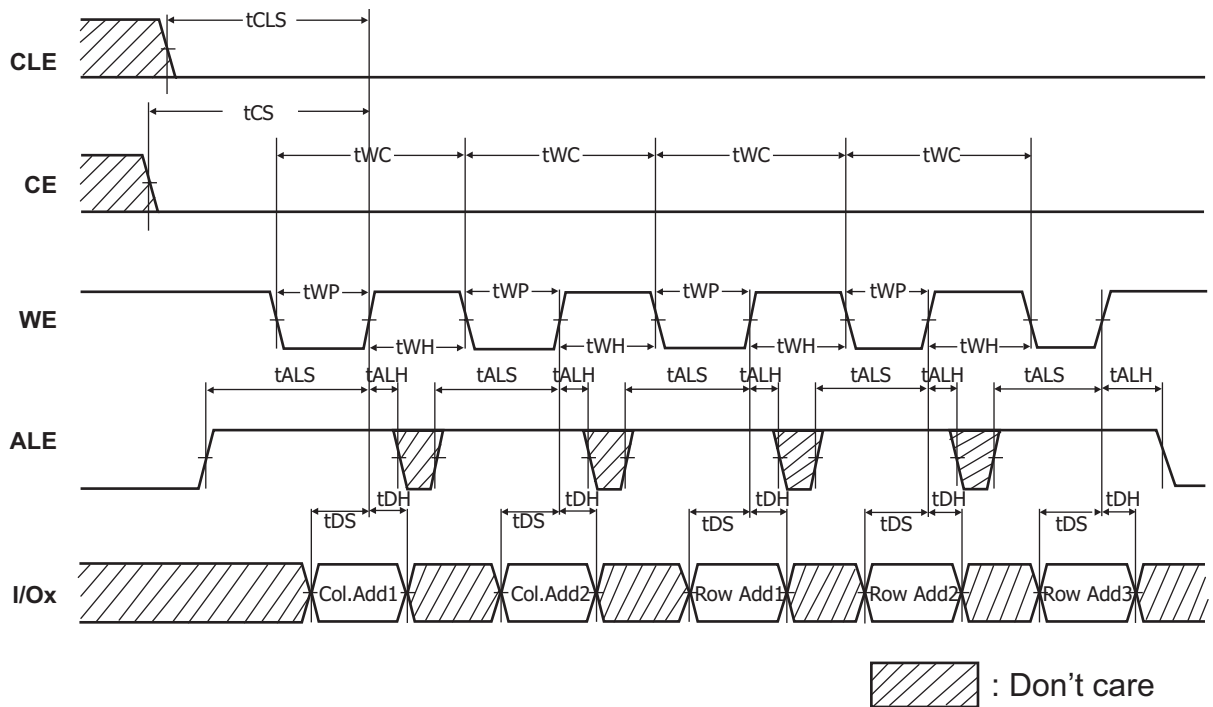 tCLS
CLE
tCS
tWC tWC tWC tWC
CE
tWP tWP tWP tWP
WE
tWH tWH tWH tWH
tALS tALH tALS tALH tALS tALH tALS tALH tALS tALH
ALE
tDH tDH tDH tDH tDH
tDS tDS tDS tDS tDS
I/Ox Col.Add1 Col.Add2 Row Add1 Row Add2 Row Add3
: Don't care